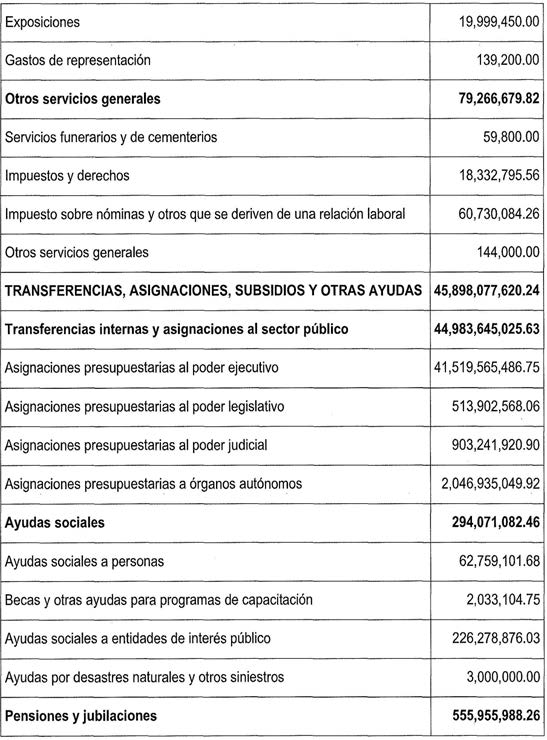 Exposiciones 19,999,450.00
Gastos de representación 139,200.00
Otros servicios generales 79,266,679.82
Servicios funerarios y de cementerios 59,800.00
Impuestos y derechos 18,332,795.56
Impuesto sobre nóminas y otros que se deriven de una relación laboral 60,730,084.26
Otros servicios generales 144,000.00
TRANSFERENCIAS, ASIGNACIONES, SUBSIDIOS Y OTRAS AYUDAS 45,898,077,620.24
Transferencias internas y asignaciones al sector público 44,983,645,025.63
Asignaciones presupuestarias al poder ejecutivo 41,519,565,486.75
Asignaciones presupuestarias al poder legislativo 513,902,568.06
Asignaciones presupuestarias al poder judicial 903,241,920.90
Asignaciones presupuestarias a órganos autónomos 2,046,935,049.92
Ayudas sociales 294,071,082.46
Ayudas sociales a personas 62,759,101.68
Becas y otras ayudas para programas de capacitación 2,033,104.75
Ayudas sociales a entidades de interés público 226,278,876.03
Ayudas por desastres naturales y otros siniestros 3,000,000.00
Pensiones y jubilaciones 555,955,988.26